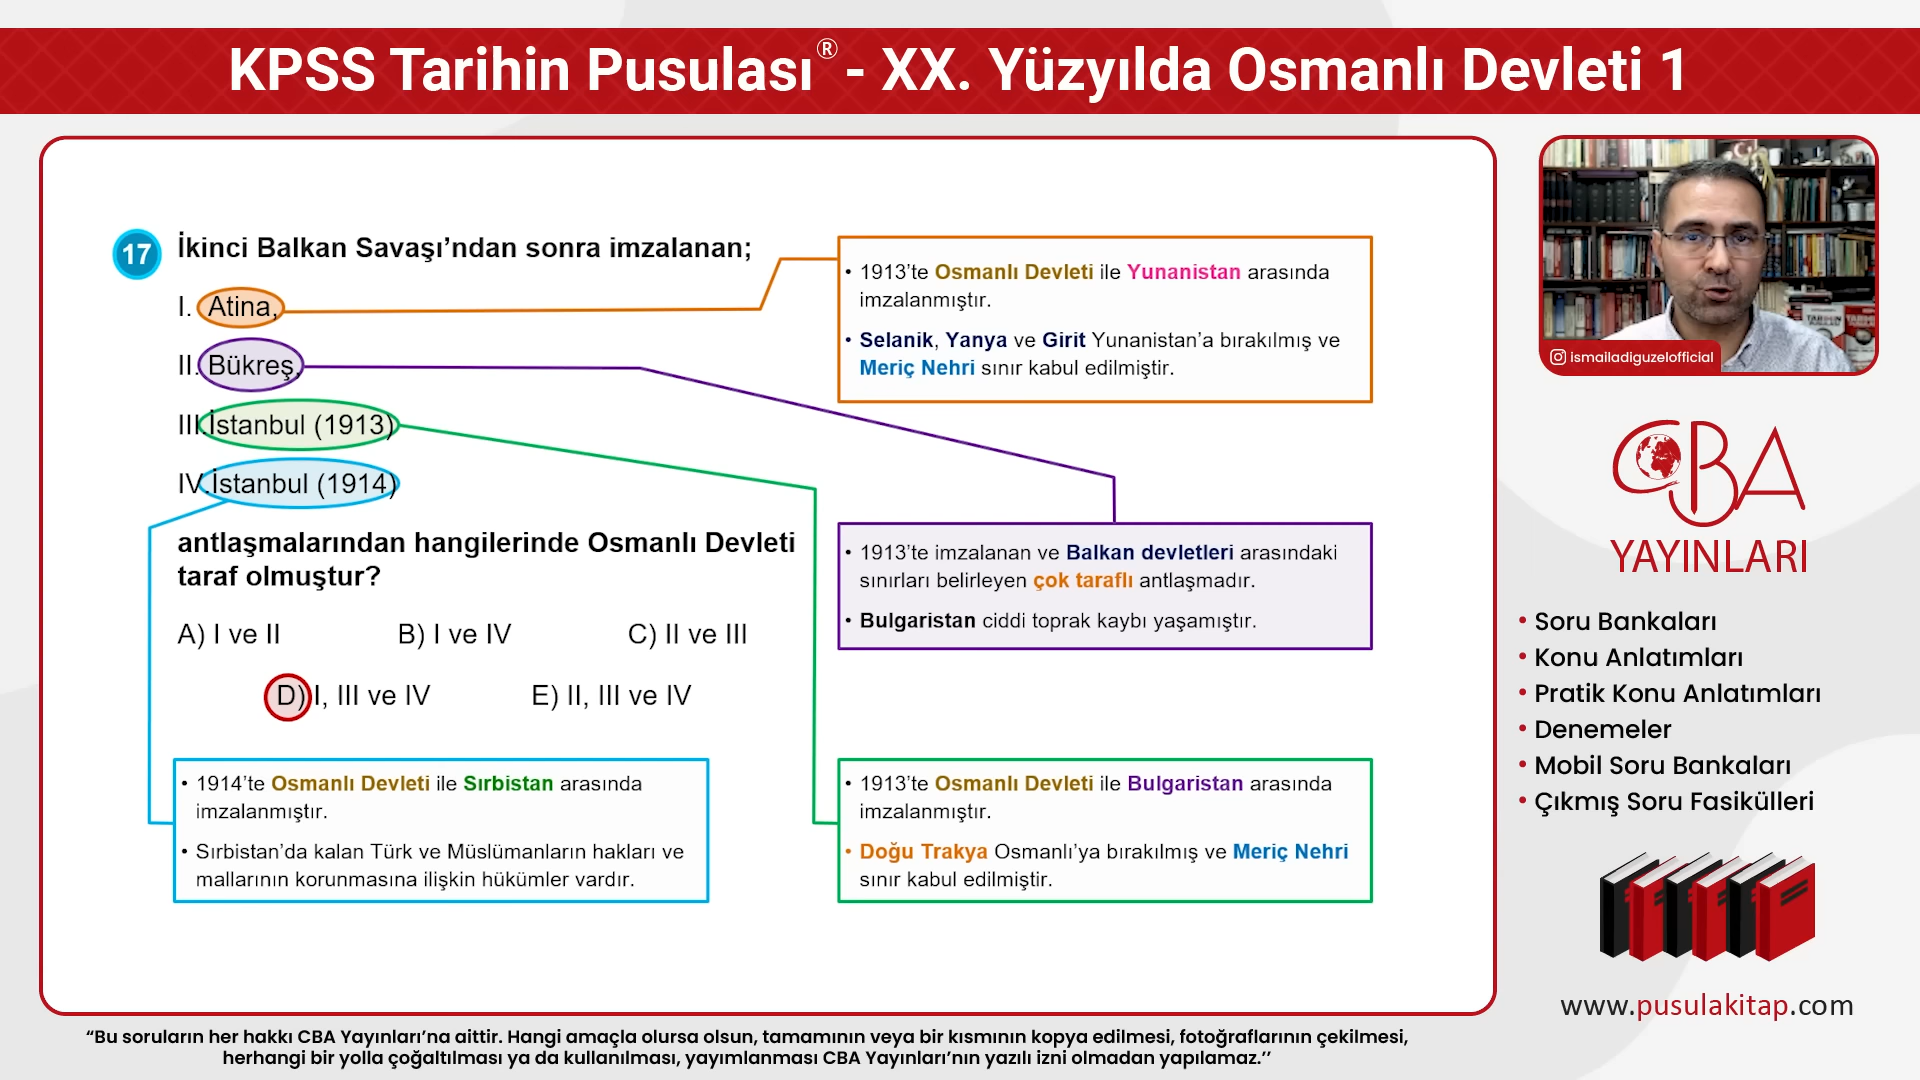 KPSS Tarihin Pusulası® - XX. Yüzyılda Osmanlı Devleti 1
17 İkinci Balkan Savaşı’ndan sonra imzalanan;
I. Atina,
II. Bükreş,
III. İstanbul (1913)
IV. İstanbul (1914)
antlaşmalarından hangilerinde Osmanlı Devleti
taraf olmuştur?
A) I ve II B) I ve IV C) II ve III
D) I, III ve IV E) II, III ve IV
• 1913’te Osmanlı Devleti ile Yunanistan arasında
imzalanmıştır.
• Selanik, Yanya ve Girit Yunanistan’a bırakılmış ve
Meriç Nehri sınır kabul edilmiştir.
• 1913’te imzalanan ve Balkan devletleri arasındaki
sınırları belirleyen çok taraflı antlaşmadır.
• Bulgaristan ciddi toprak kaybı yaşamıştır.
• 1914’te Osmanlı Devleti ile Sırbistan arasında
imzalanmıştır.
• Sırbistan’da kalan Türk ve Müslümanların hakları ve
mallarının korunmasına ilişkin hükümler vardır.
• 1913’te Osmanlı Devleti ile Bulgaristan arasında
imzalanmıştır.
• Doğu Trakya Osmanlı’ya bırakılmış ve Meriç Nehri
sınır kabul edilmiştir.
ismailadiguzelofficial
CBA
YAYINLARI
• Soru Bankaları
• Konu Anlatımları
• Pratik Konu Anlatımları
• Denemeler
• Mobil Soru Bankaları
• Çıkmış Soru Fasikülleri
www.pusulakitap.com
“Bu soruların her hakkı CBA Yayınları’na aittir. Hangi amaçla olursa olsun, tamamının veya bir kısmının kopya edilmesi, fotoğraflarının çekilmesi,
herhangi bir yolla çoğaltılması ya da kullanılması, yayımlanması CBA Yayınları’nın yazılı izni olmadan yapılamaz.’’